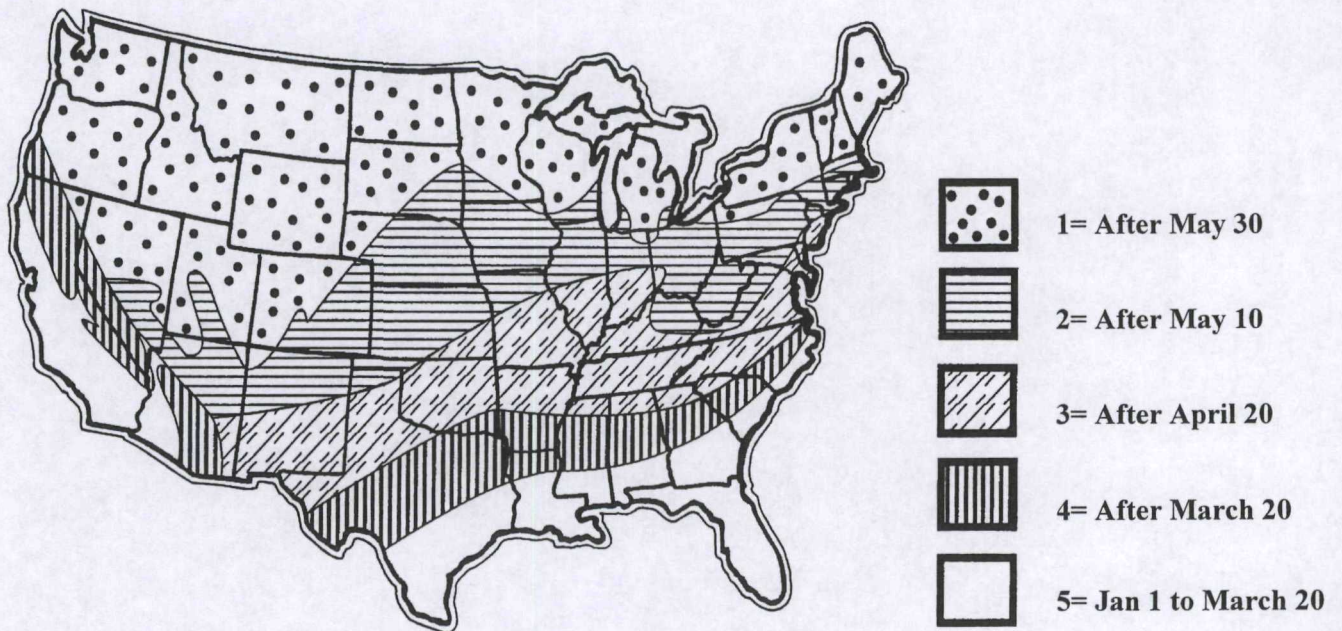 1= After May 30
2= After May 10
3= After April 20
4= After March 20
5= Jan 1 to March 20